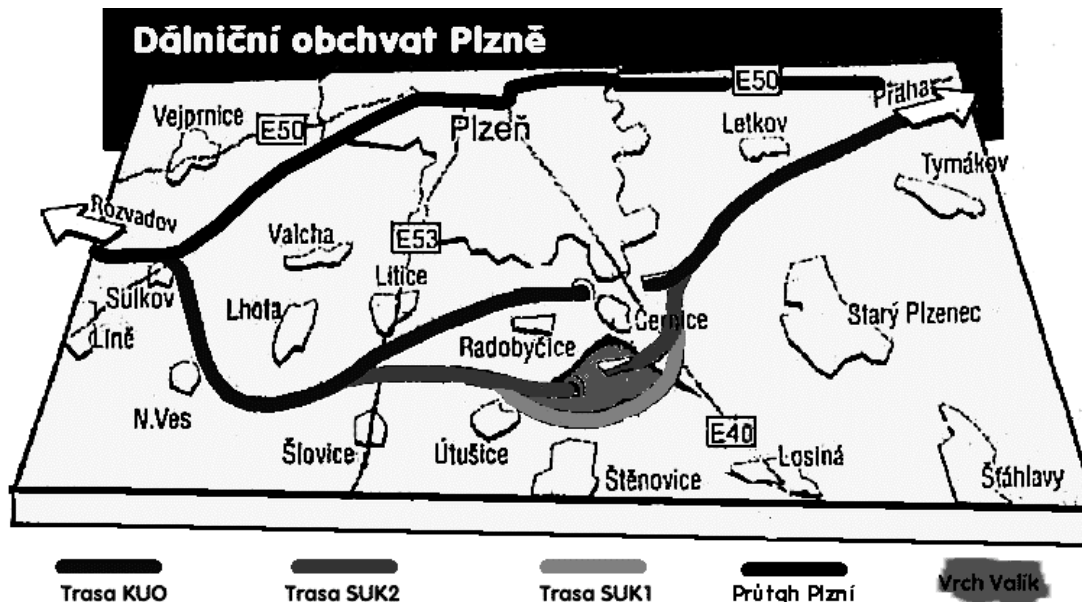 Dálniční obchvat Plzně
E50
Praha
Vejprnice
E50
Plzeň
Letkov
Tymákov
Rozvadov
Valcha
E53
Litice
Sulkov
Lhota
Černice
Starý Plzenec
Líně
Radobyčice
N.Ves
Šlovice
Útušice
E40
Losiná
Štěnovice
Šťáhlavy
Trasa KUO
Trasa SUK2
Trasa SUK1
Průtah Plzní
Vrch Valík